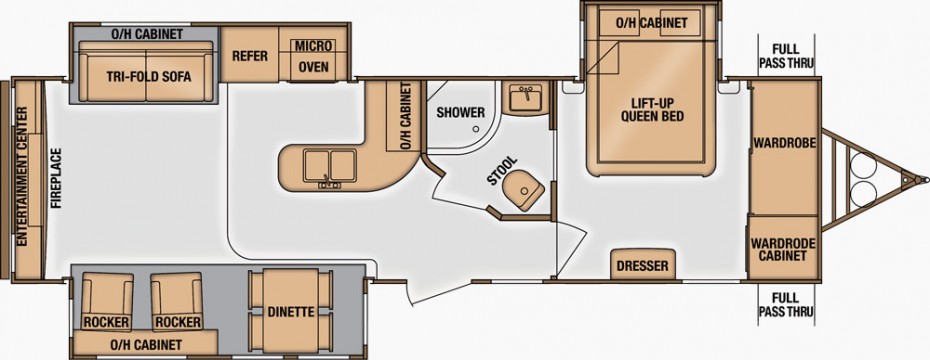 O/H CABINET
TRI-FOLD SOFA
REFER
MICRO
OVEN
O/H CABINET
SHOWER
STOOL
O/H CABINET
LIFT-UP
QUEEN BED
FULL
PASS THRU
WARDROBE
WARDRODE
CABINET
FULL
PASS THRU
DRESSER
ENTERTAINMENT CENTER
FIREPLACE
ROCKER
ROCKER
O/H CABINET
DINETTE